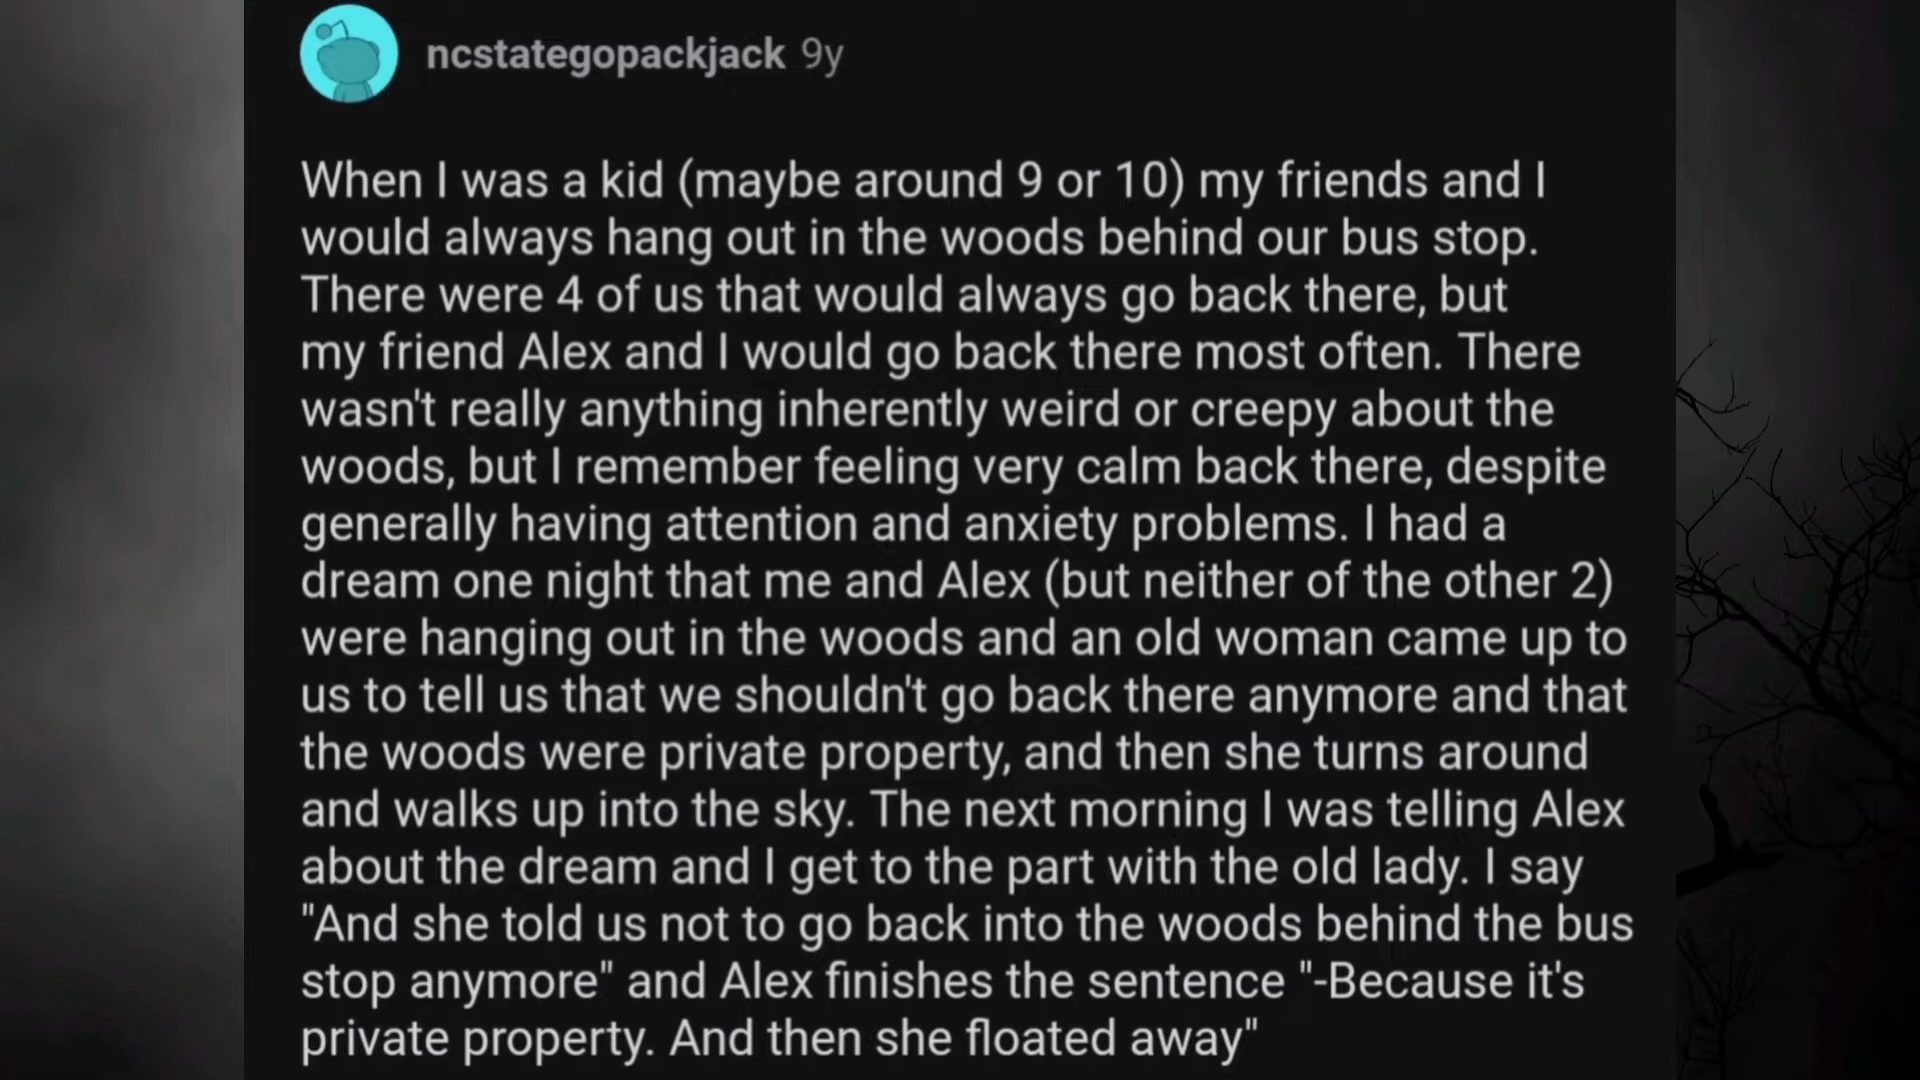 ncstategopackjack 9y
When I was a kid (maybe around 9 or 10) my friends and I
would always hang out in the woods behind our bus stop.
There were 4 of us that would always go back there, but
my friend Alex and I would go back there most often. There
wasn't really anything inherently weird or creepy about the
woods, but I remember feeling very calm back there, despite
generally having attention and anxiety problems. I had a
dream one night that me and Alex (but neither of the other 2)
were hanging out in the woods and an old woman came up to
us to tell us that we shouldn't go back there anymore and that
the woods were private property, and then she turns around
and walks up into the sky. The next morning I was telling Alex
about the dream and I get to the part with the old lady. I say
"And she told us not to go back into the woods behind the bus
stop anymore" and Alex finishes the sentence "-Because it's
private property. And then she floated away"